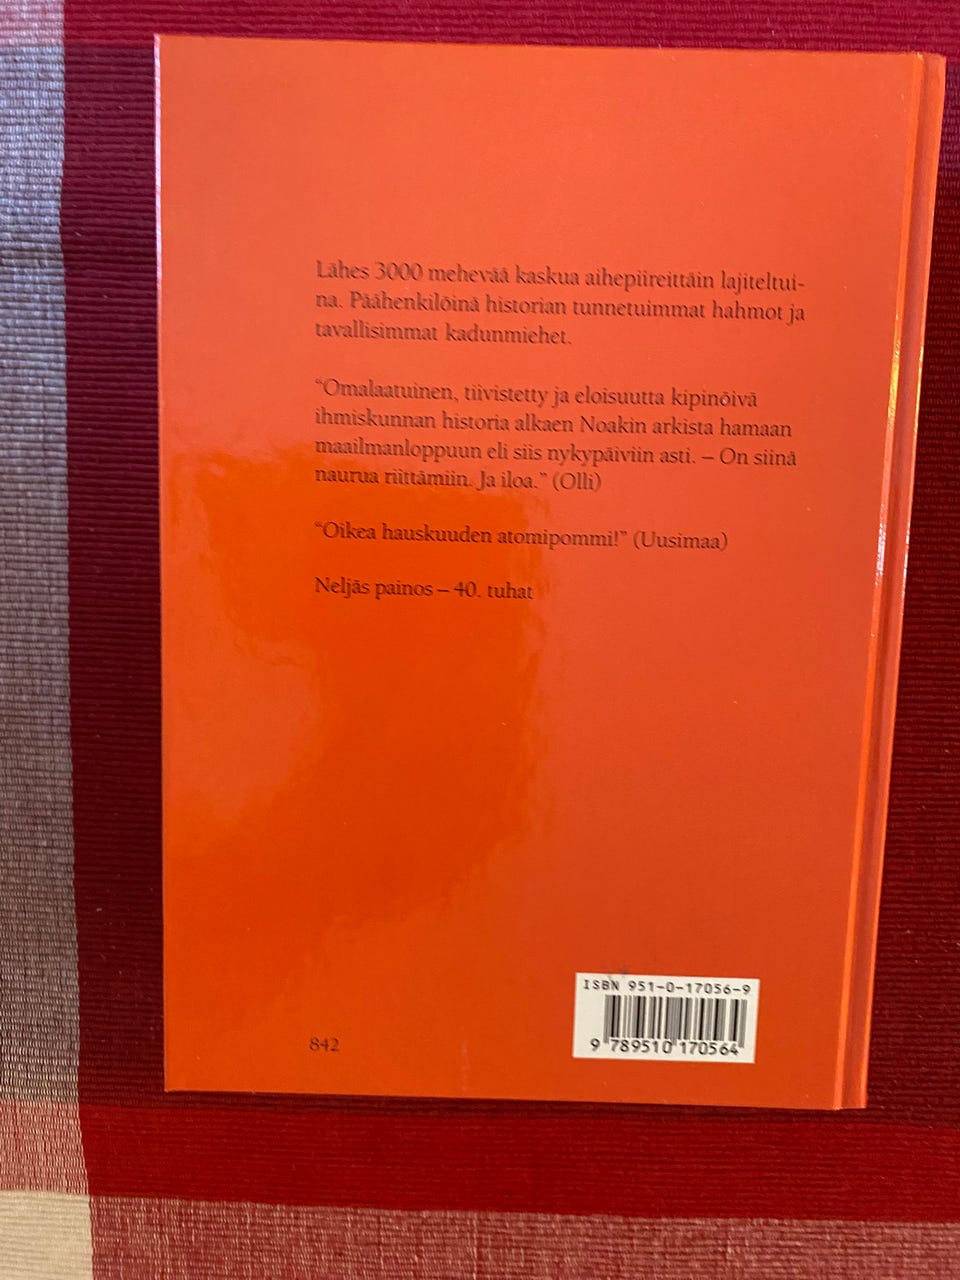 Lähes 3000 mehevää kaskua aihepiireittäin lajiteltui-
na. Päähenkilöinä historian tunnetuimmat hahmot ja
tavallisimmat kadunmiehet.
“Omalaatuinen, tiivistetty ja eloisuutta kipinöivä
ihmiskunnan historia alkaen Noakin arkista hamaan
maailmanloppuun eli siis nykypäiviin asti. – On siinä
naurua riittämiin. Ja iloa.” (Olli)
“Oikea hauskuuden atomipommi!” (Uusimaa)
Neljäs painos – 40. tuhat
842
ISBN 951-0-17056-9
9 789510 170564